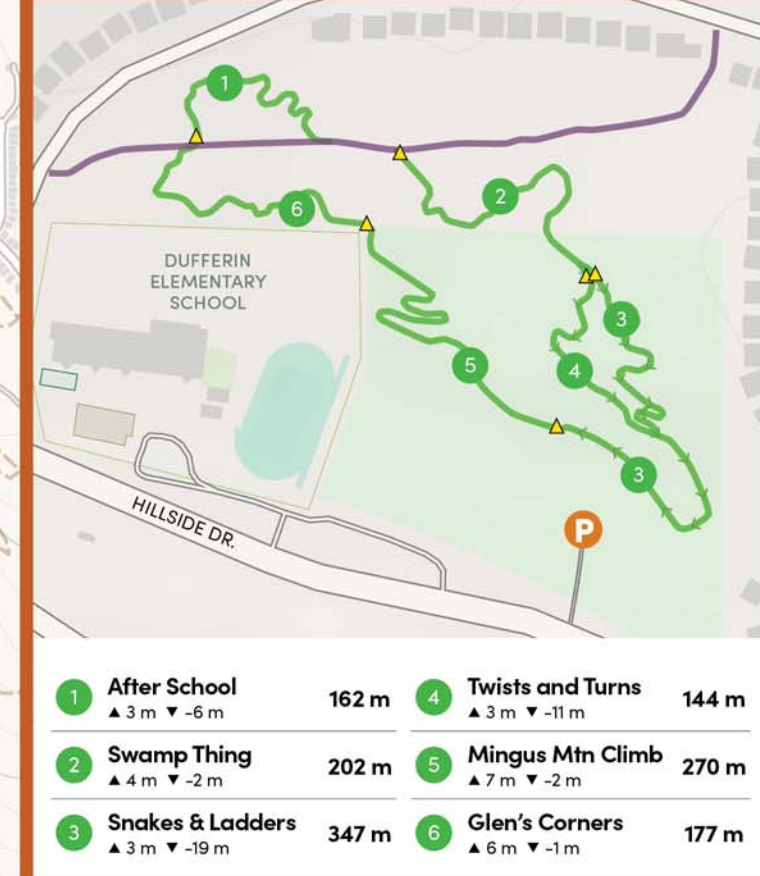 1
2
6
DUFFERIN
ELEMENTARY
SCHOOL
3
4
5
3
P
HILLSIDE DR.
1 After School 162 m
▲ 3 m ▼ -6 m
2 Swamp Thing 202 m
▲ 4 m ▼ -2 m
3 Snakes & Ladders 347 m
▲ 3 m ▼ -19 m
4 Twists and Turns 144 m
▲ 3 m ▼ -11 m
5 Mingus Mtn Climb 270 m
▲ 7 m ▼ -2 m
6 Glen's Corners 177 m
▲ 6 m ▼ -1 m